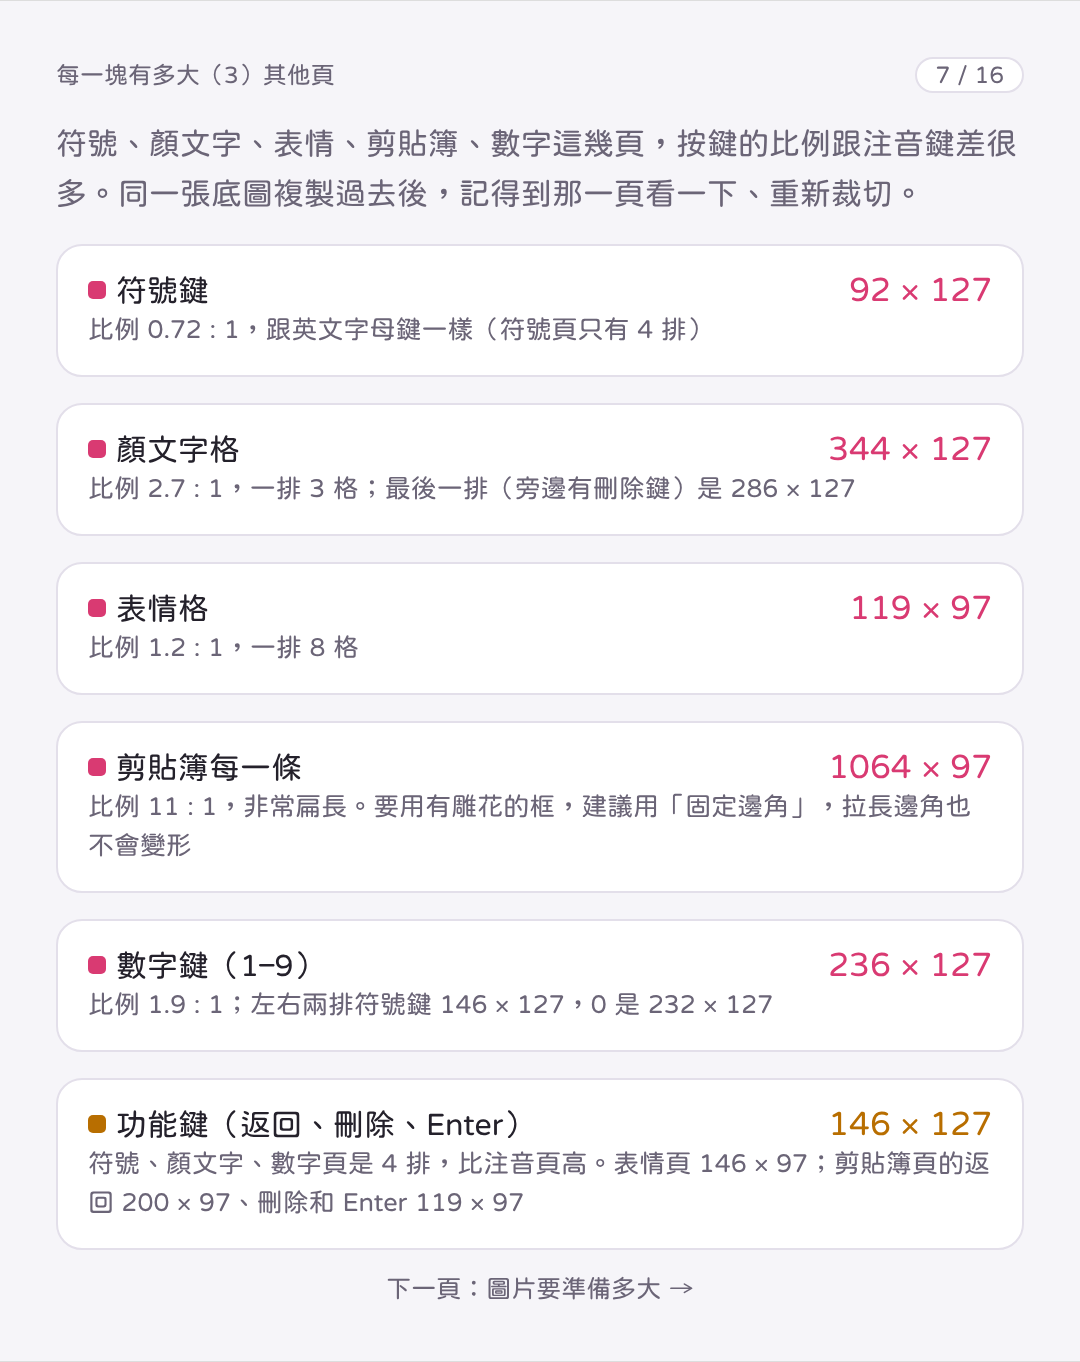 每一塊有多大（3）其他頁
7 / 16
符號、顏文字、表情、剪貼簿、數字這幾頁，按鍵的比例跟注音鍵差很
多。同一張底圖複製過去後，記得到那一頁看一下、重新裁切。
符號鍵
92 × 127
比例 0.72 : 1，跟英文字母鍵一樣（符號頁只有 4 排）
顏文字格
344 × 127
比例 2.7 : 1，一排 3 格；最後一排（旁邊有刪除鍵）是 286 × 127
表情格
119 × 97
比例 1.2 : 1，一排 8 格
剪貼簿每一條
1064 × 97
比例 11 : 1，非常扁長。要用有雕花的框，建議用「固定邊角」，拉長邊角也
不會變形
數字鍵（1–9）
236 × 127
比例 1.9 : 1；左右兩排符號鍵 146 × 127，0 是 232 × 127
功能鍵（返回、刪除、Enter）
146 × 127
符號、顏文字、數字頁是 4 排，比注音頁高。表情頁 146 × 97；剪貼簿頁的返
回 200 × 97、刪除和 Enter 119 × 97
下一頁：圖片要準備多大 →